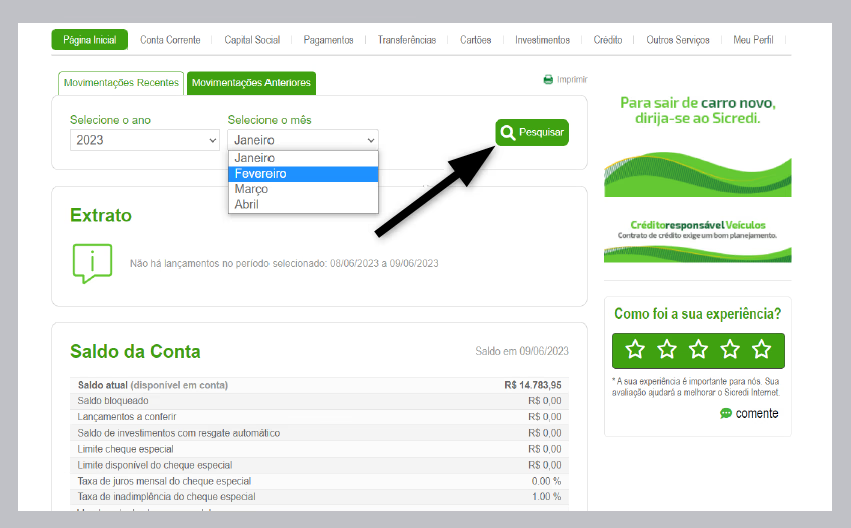 Página Inicial Conta Corrente Capital Social Pagamentos Transferências Cartões Investimentos Crédito Outros Serviços Meu Perfil
Movimentações Recentes Movimentações Anteriores Imprimir
Selecione o ano Selecione o mês
2023 Janeiro Pesquisar
Janeiro
Fevereiro
Março
Abril
Extrato
Não há lançamentos no período selecionado: 08/06/2023 a 09/06/2023
Saldo da Conta Saldo em 09/06/2023
Saldo atual (disponível em conta) R$ 14.783,95
Saldo bloqueado R$ 0,00
Lançamentos a conferir R$ 0,00
Saldo de investimentos com resgate automático R$ 0,00
Limite cheque especial R$ 0,00
Limite disponível do cheque especial R$ 0,00
Taxa de juros mensal do cheque especial 0.00 %
Taxa de inadimplência do cheque especial 1.00 %
Para sair de carro novo,
dirija-se ao Sicredi.
Créditoresponsável Veículos
Contrato de crédito exige um bom planejamento.
Como foi a sua experiência?
* A sua experiência é importante para nós. Sua
avaliação ajudará a melhorar o Sicredi Internet.
comente